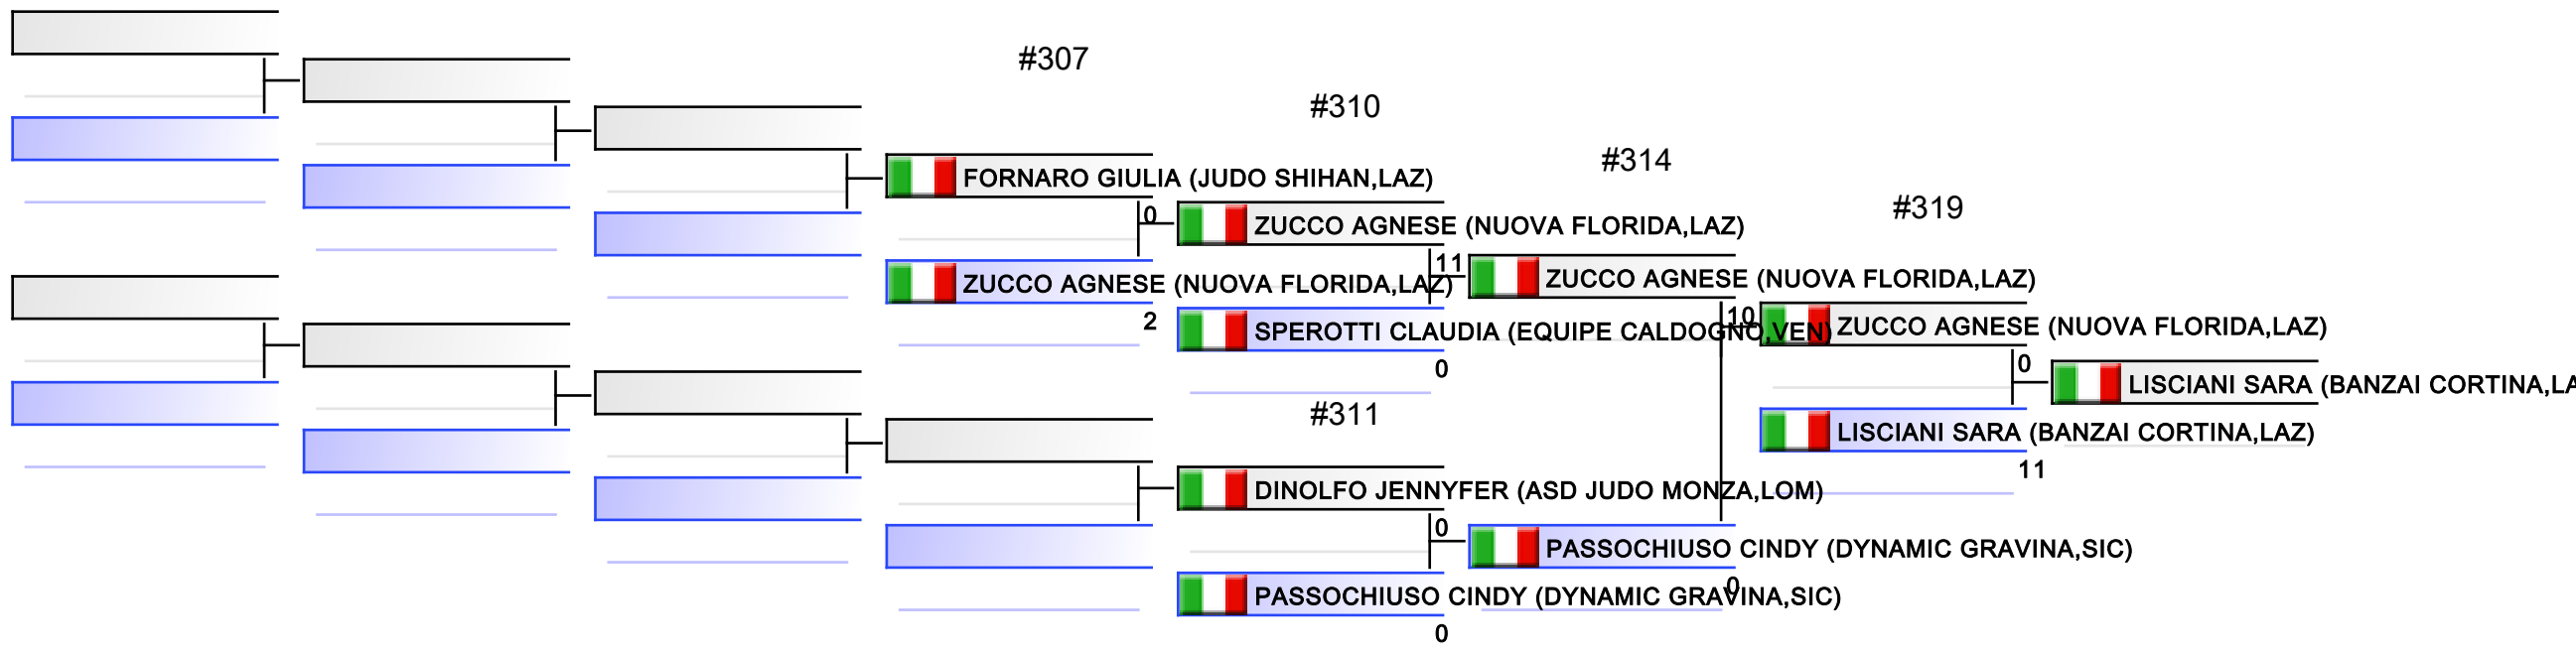 #307
#310
#314
FORNARO GIULIA (JUDO SHIHAN,LAZ)
#319
0
ZUCCO AGNESE (NUOVA FLORIDA,LAZ)
11
ZUCCO AGNESE (NUOVA FLORIDA,LAZ)
ZUCCO AGNESE (NUOVA FLORIDA,LAZ)
2
SPEROTTI CLAUDIA (EQUIPE CALDOGNO,VEN)
10
ZUCCO AGNESE (NUOVA FLORIDA,LAZ)
0
0
LISCIANI SARA (BANZAI CORTINA,LA
#311
LISCIANI SARA (BANZAI CORTINA,LAZ)
11
DINOLFO JENNYFER (ASD JUDO MONZA,LOM)
0
PASSOCHIUSO CINDY (DYNAMIC GRAVINA,SIC)
0
PASSOCHIUSO CINDY (DYNAMIC GRAVINA,SIC)
0